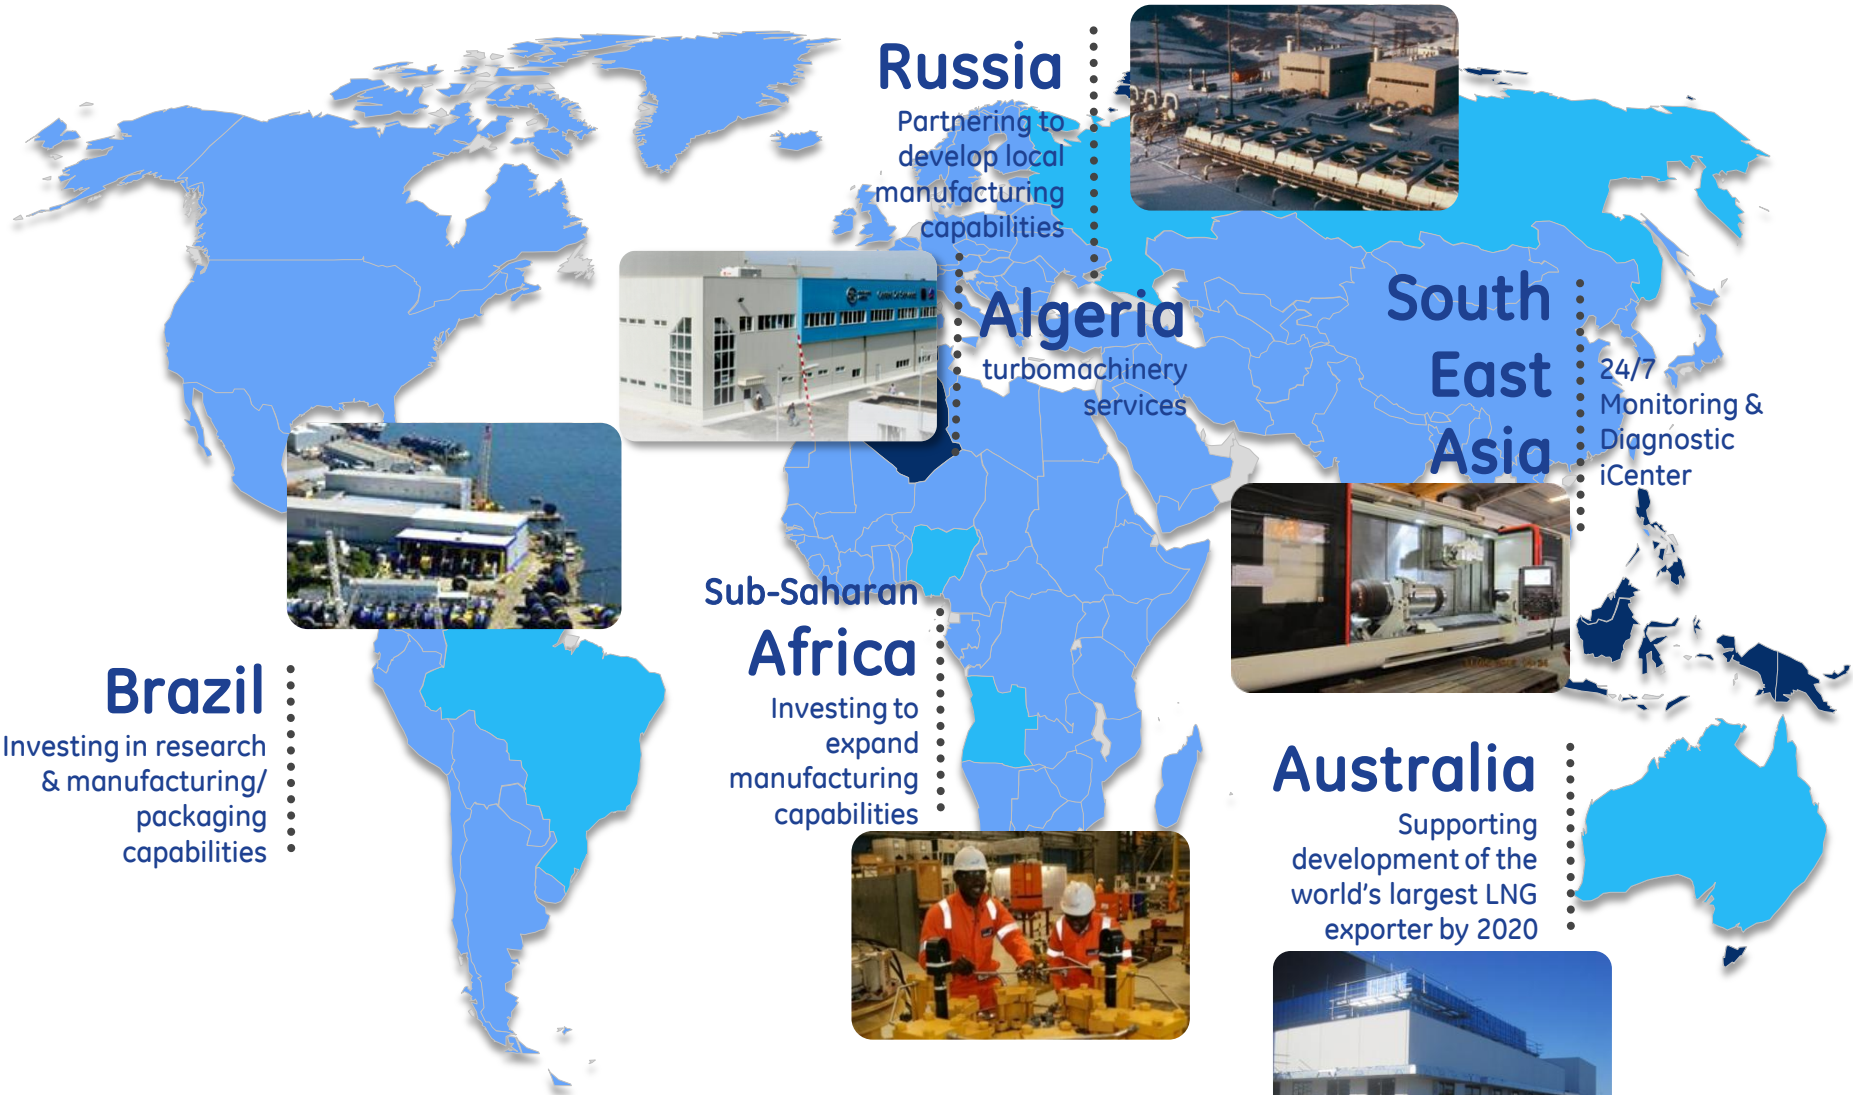 Russia
Partnering to
develop local
manufacturing
capabilities
Algeria
turbomachinery
services
South
East
Asia
24/7
Monitoring &
Diagnostic
iCenter
Sub-Saharan
Africa
Investing to
expand
manufacturing
capabilities
Brazil
Investing in research
& manufacturing/
packaging
capabilities
Australia
Supporting
development of the
world's largest LNG
exporter by 2020